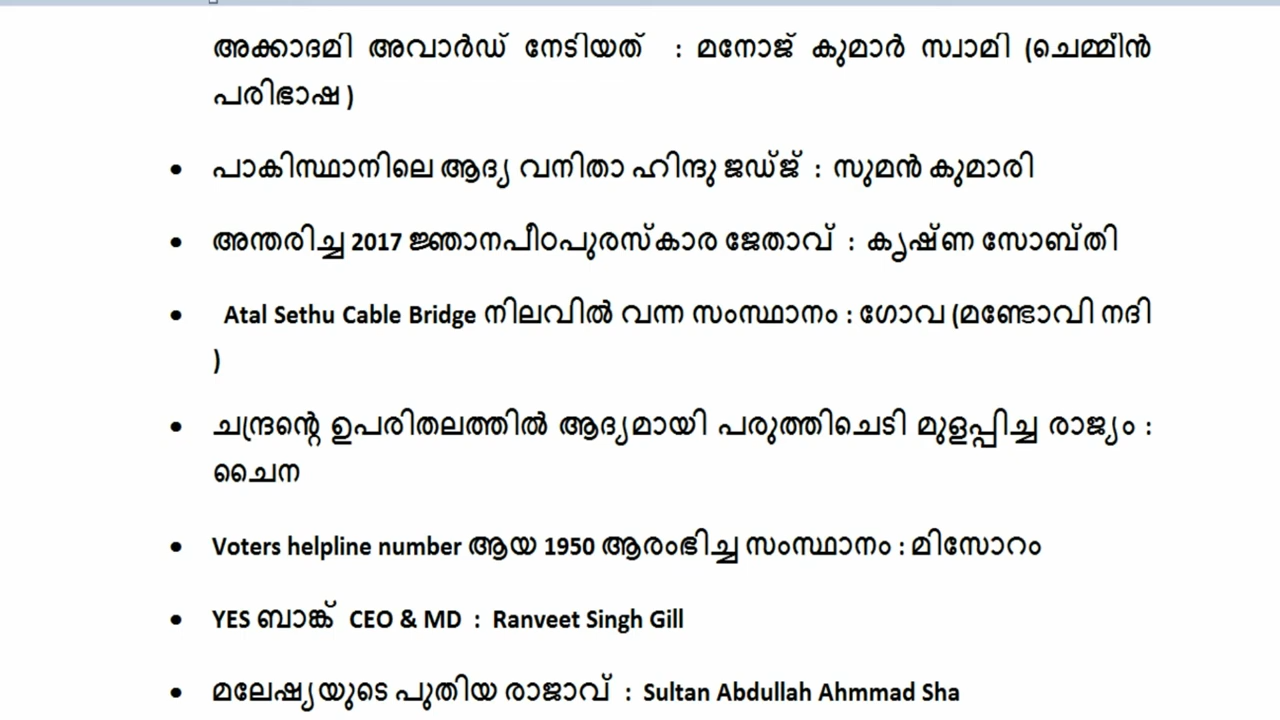 അക്കാദമി അവാർഡ് നേടിയത് : മനോജ് കുമാർ സ്വാമി (ചെമ്മീൻ
പരിഭാഷ )
• പാകിസ്ഥാനിലെ ആദ്യ വനിതാ ഹിന്ദു ജഡ്ജ് : സുമൻ കുമാരി
• അന്തരിച്ച 2017 ജ്ഞാനപീഠപുരസ്കാര ജേതാവ് : കൃഷ്ണ സോബ്തി
• Atal Sethu Cable Bridge നിലവിൽ വന്ന സംസ്ഥാനം : ഗോവ (മണ്ടോവി നദി
)
• ചന്ദ്രന്റെ ഉപരിതലത്തിൽ ആദ്യമായി പരുത്തിചെടി മുളപ്പിച്ച രാജ്യം :
ചൈന
• Voters helpline number ആയ 1950 ആരംഭിച്ച സംസ്ഥാനം : മിസോറം
• YES ബാങ്ക് CEO & MD : Ranveet Singh Gill
• മലേഷ്യയുടെ പുതിയ രാജാവ് : Sultan Abdullah Ahmmad Sha